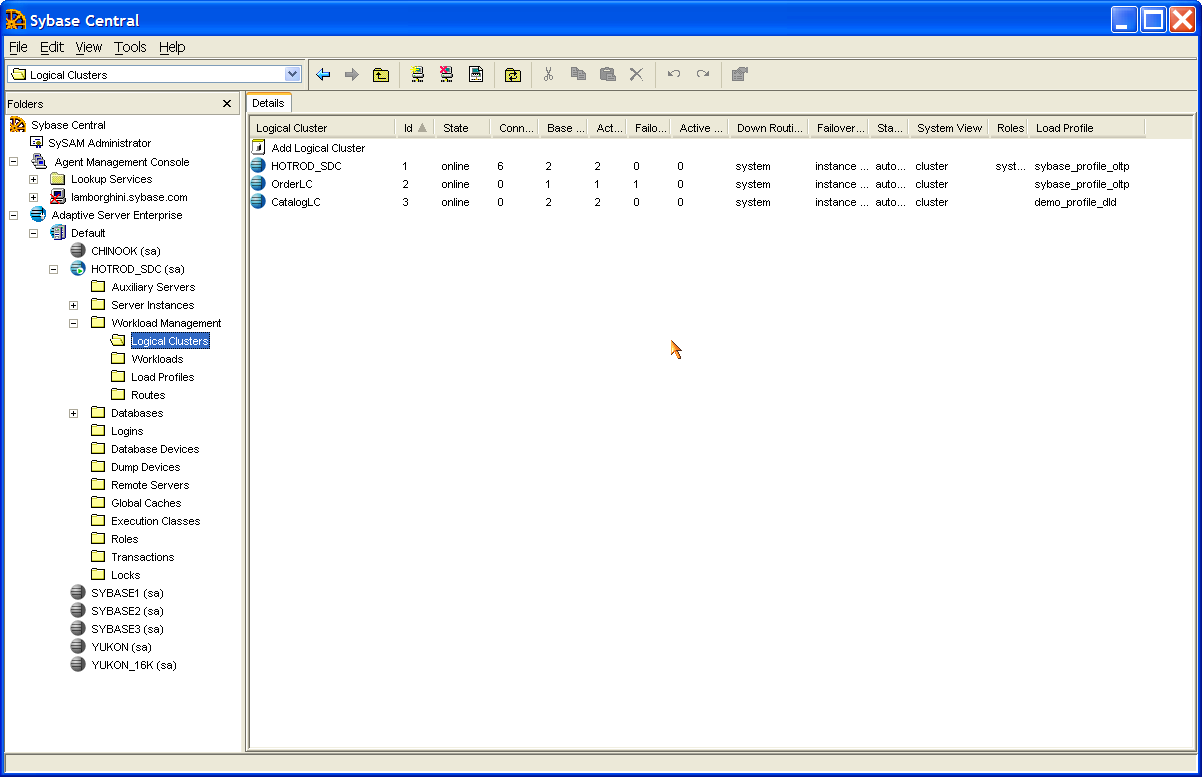 Sybase Central
File Edit View Tools Help
Logical Clusters
Folders
Sybase Central
SySAM Administrator
Agent Management Console
Lookup Services
lamborghini.sybase.com
Adaptive Server Enterprise
Default
CHINOOK (sa)
HOTROD_SDC (sa)
Auxiliary Servers
Server Instances
Workload Management
Logical Clusters
Workloads
Load Profiles
Routes
Databases
Logins
Database Devices
Dump Devices
Remote Servers
Global Caches
Execution Classes
Roles
Transactions
Locks
SYBASE1 (sa)
SYBASE2 (sa)
SYBASE3 (sa)
YUKON (sa)
YUKON_16K (sa)
Details
Logical Cluster Id State Conn... Base ... Act... Failo... Active ... Down Routi... Failover... Sta... System View Roles Load Profile
Add Logical Cluster
HOTROD_SDC 1 online 6 2 2 0 0 system instance ... auto... cluster syst... sybase_profile_oltp
OrderLC 2 online 0 1 1 1 0 system instance ... auto... cluster sybase_profile_oltp
CatalogLC 3 online 0 2 2 0 0 system instance ... auto... cluster demo_profile_dld